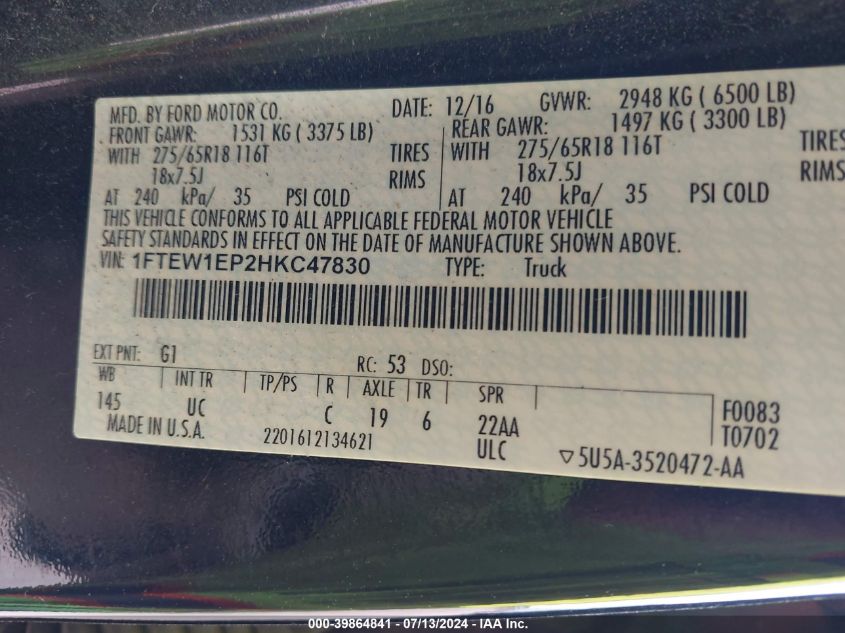 MFD. BY FORD MOTOR CO. DATE: 12/16 GVWR: 2948 KG ( 6500 LB)
FRONT GAWR: 1531 KG ( 3375 LB) REAR GAWR: 1497 KG ( 3300 LB)
WITH 275/65R18 116T TIRES WITH 275/65R18 116T TIRES
18x7.5J RIMS 18x7.5J RIMS
AT 240 kPa/ 35 PSI COLD AT 240 kPa/ 35 PSI COLD
THIS VEHICLE CONFORMS TO ALL APPLICABLE FEDERAL MOTOR VEHICLE
SAFETY STANDARDS IN EFFECT ON THE DATE OF MANUFACTURE SHOWN ABOVE.
VIN: 1FTEW1EP2HKC47830 TYPE: Truck
EXT PNT: G1 RC: 53 DSO:
WB INT TR TP/PS R AXLE TR SPR
145 UC C 19 6 22AA F0083
MADE IN U.S.A. 2201612134621 ULC T0702
▽5U5A-3520472-AA
000-39864841 - 07/13/2024 - IAAI.com